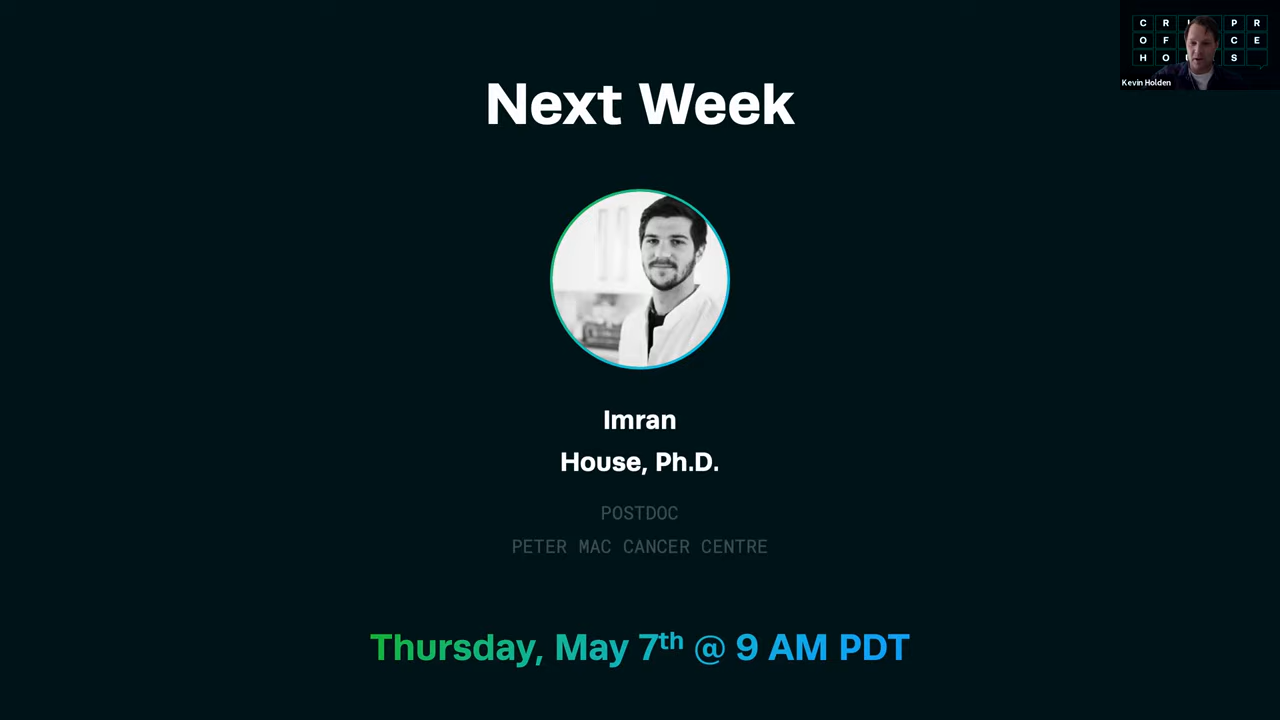 Next Week
Imran
House, Ph.D.
POSTDOC
PETER MAC CANCER CENTRE
Thursday, May 7th @ 9 AM PDT
C R I P R
O F C E
H O S
Kevin Holden